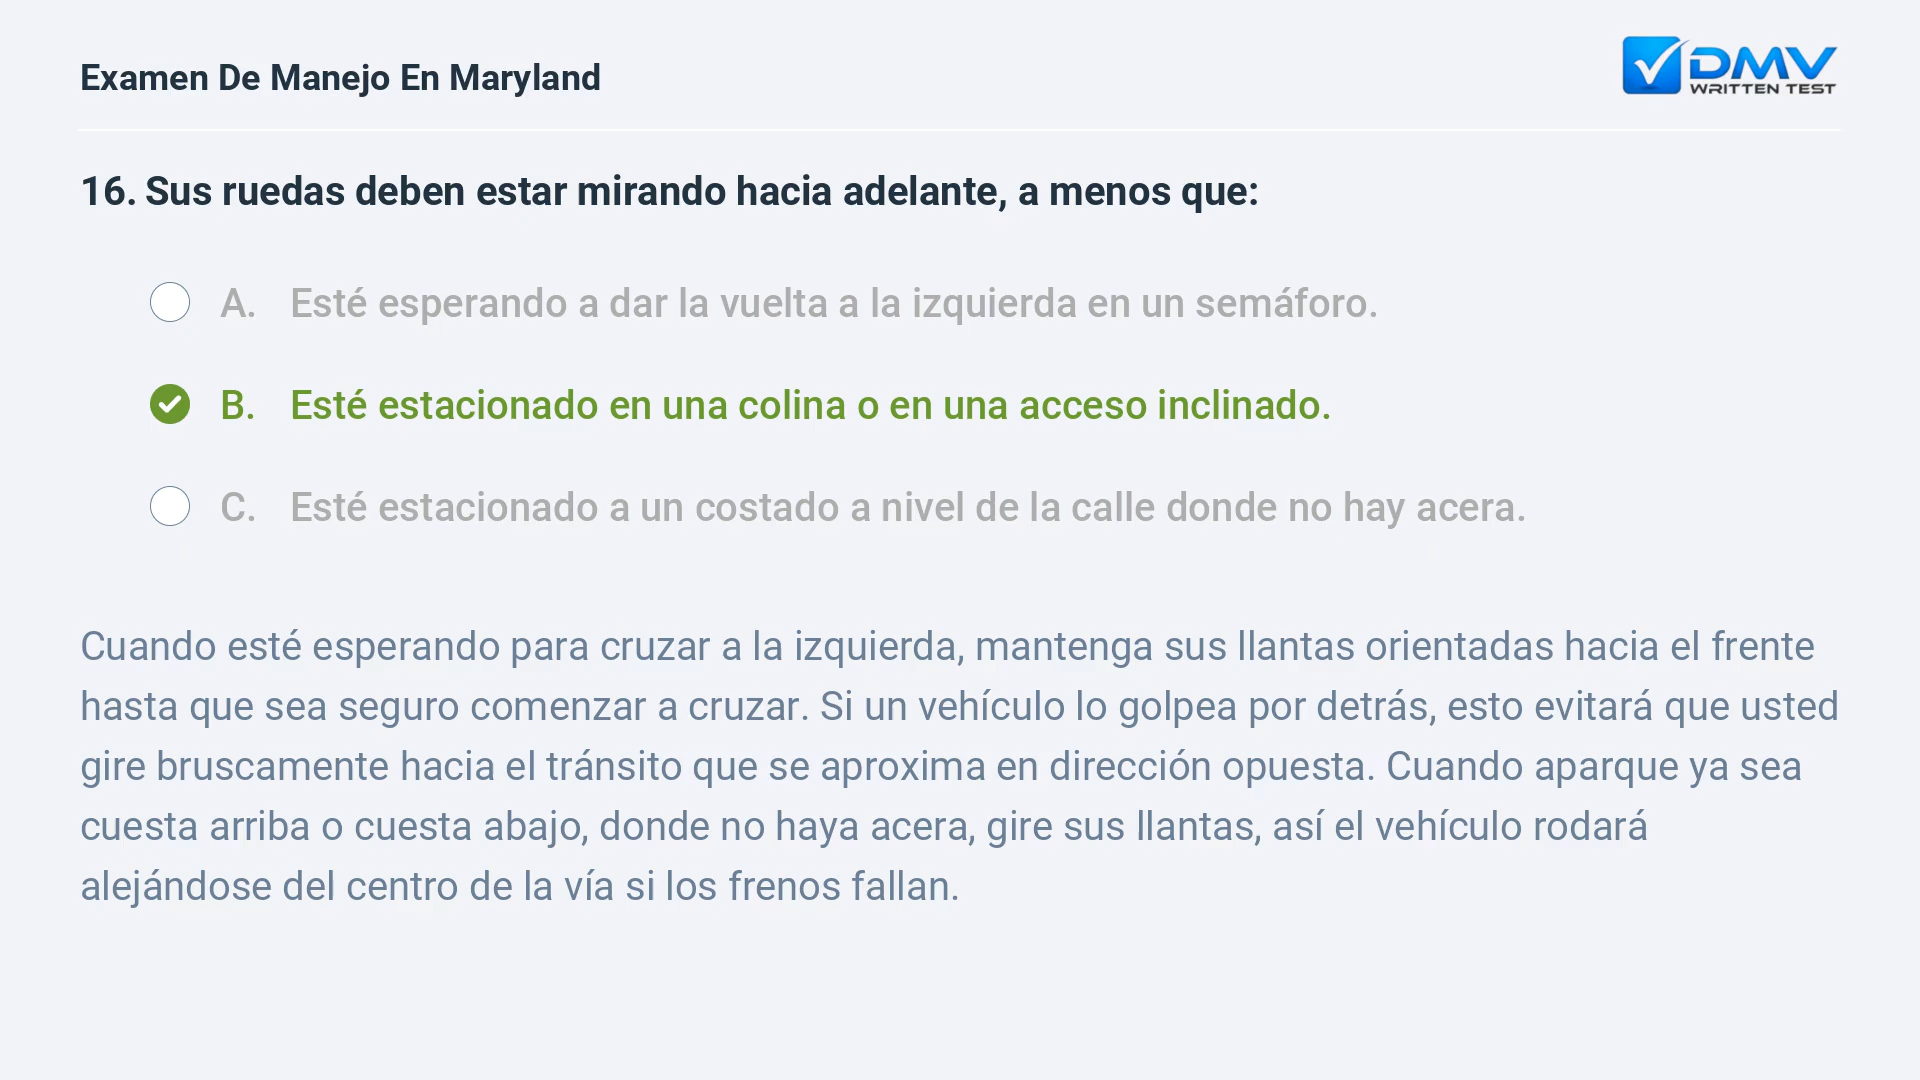 Examen De Manejo En Maryland
DMV
WRITTEN TEST
16. Sus ruedas deben estar mirando hacia adelante, a menos que:
A. Esté esperando a dar la vuelta a la izquierda en un semáforo.
B. Esté estacionado en una colina o en una acceso inclinado.
C. Esté estacionado a un costado a nivel de la calle donde no hay acera.
Cuando esté esperando para cruzar a la izquierda, mantenga sus llantas orientadas hacia el frente
hasta que sea seguro comenzar a cruzar. Si un vehículo lo golpea por detrás, esto evitará que usted
gire bruscamente hacia el tránsito que se aproxima en dirección opuesta. Cuando aparque ya sea
cuesta arriba o cuesta abajo, donde no haya acera, gire sus llantas, así el vehículo rodará
alejándose del centro de la vía si los frenos fallan.